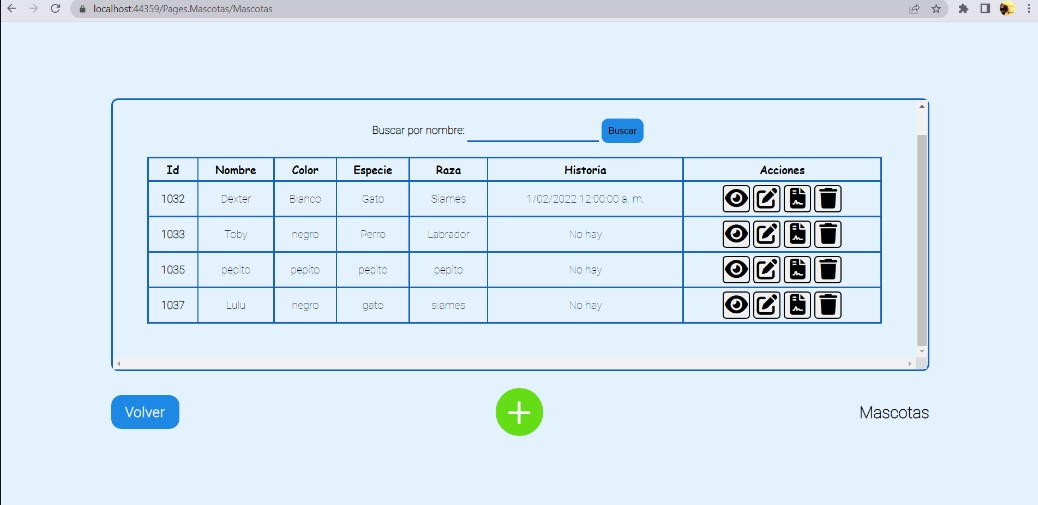 localhost:44359/Pages.Mascotas/Mascotas
Buscar por nombre: Buscar
Id Nombre Color Especie Raza Historia Acciones
1032 Dexter Blanco Gato Siames 1/02/2022 12:00:00 a. m.
1033 Toby negro Perro Labrador No hay
1035 pepito pepito pepito pepito No hay
1037 Lulu negro gato siames No hay
Volver Mascotas